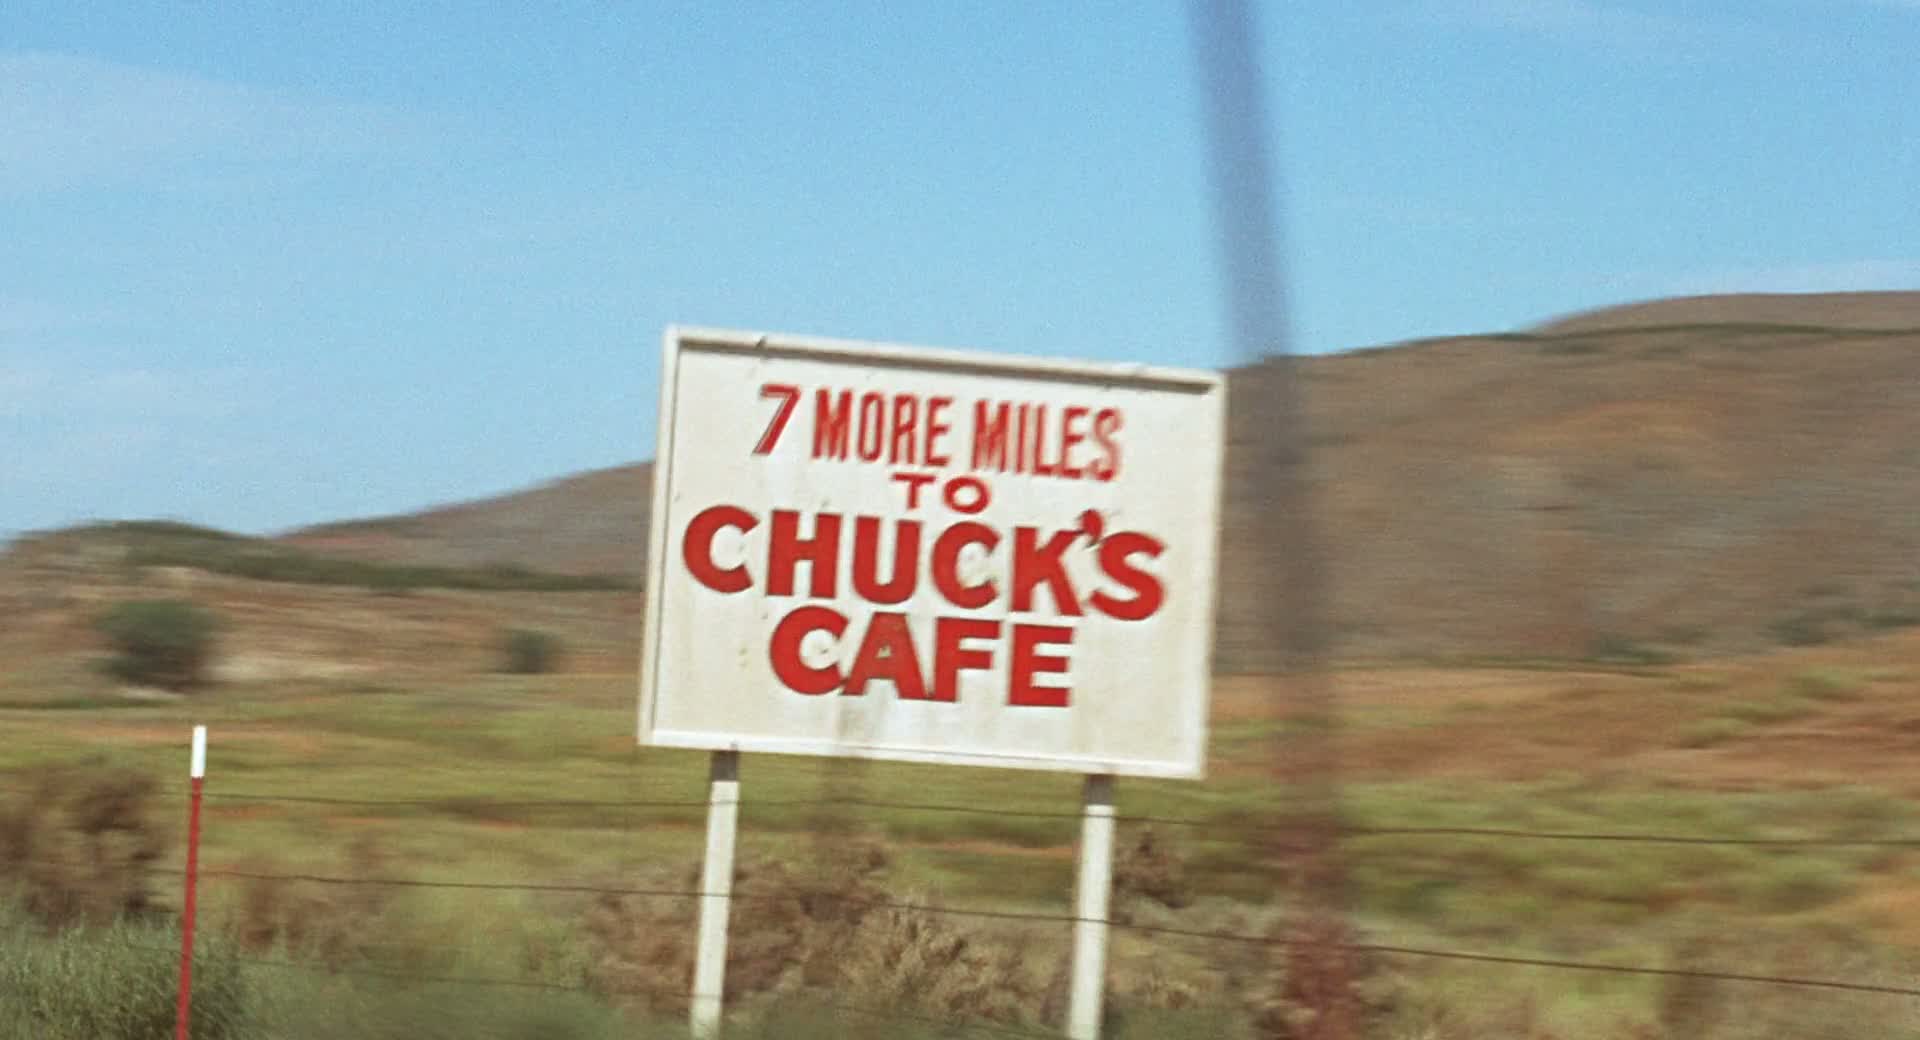 7 MORE MILES
TO
CHUCK'S
CAFE